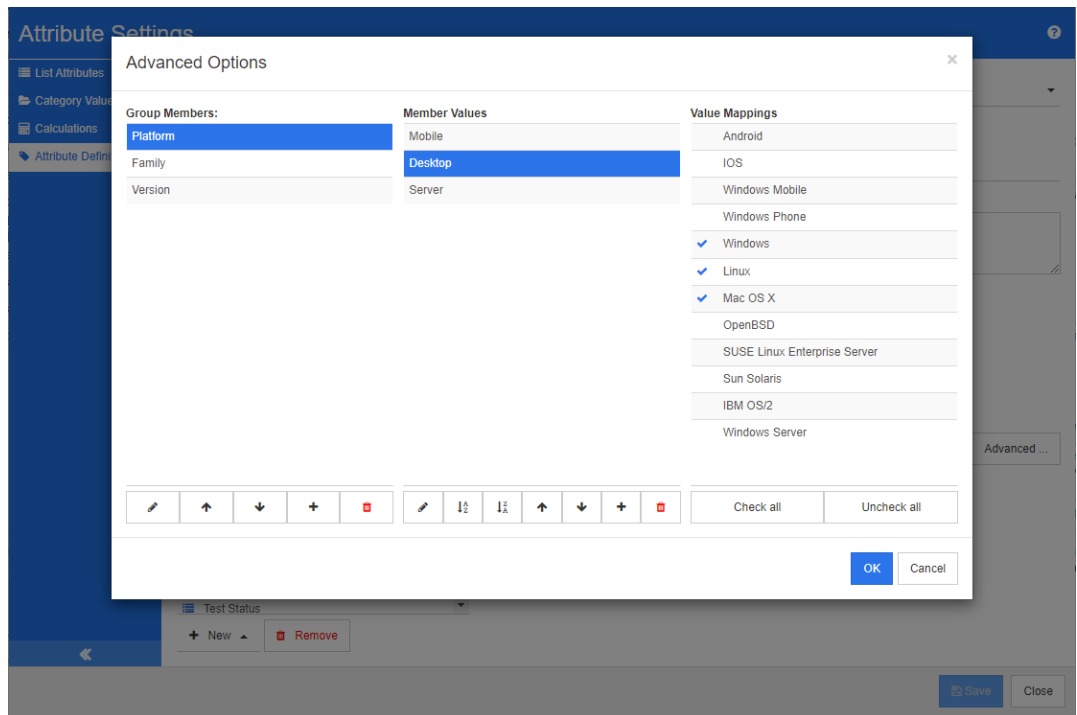 Attribute Settings
List Attributes
Category Value
Calculations
Attribute Defini
Advanced Options
×
Group Members:
Platform
Family
Version
Member Values
Mobile
Desktop
Server
Value Mappings
Android
IOS
Windows Mobile
Windows Phone
Windows
Linux
Mac OS X
OpenBSD
SUSE Linux Enterprise Server
Sun Solaris
IBM OS/2
Windows Server
Check all
Uncheck all
OK
Cancel
Advanced ...
Test Status
New
Remove
Save
Close